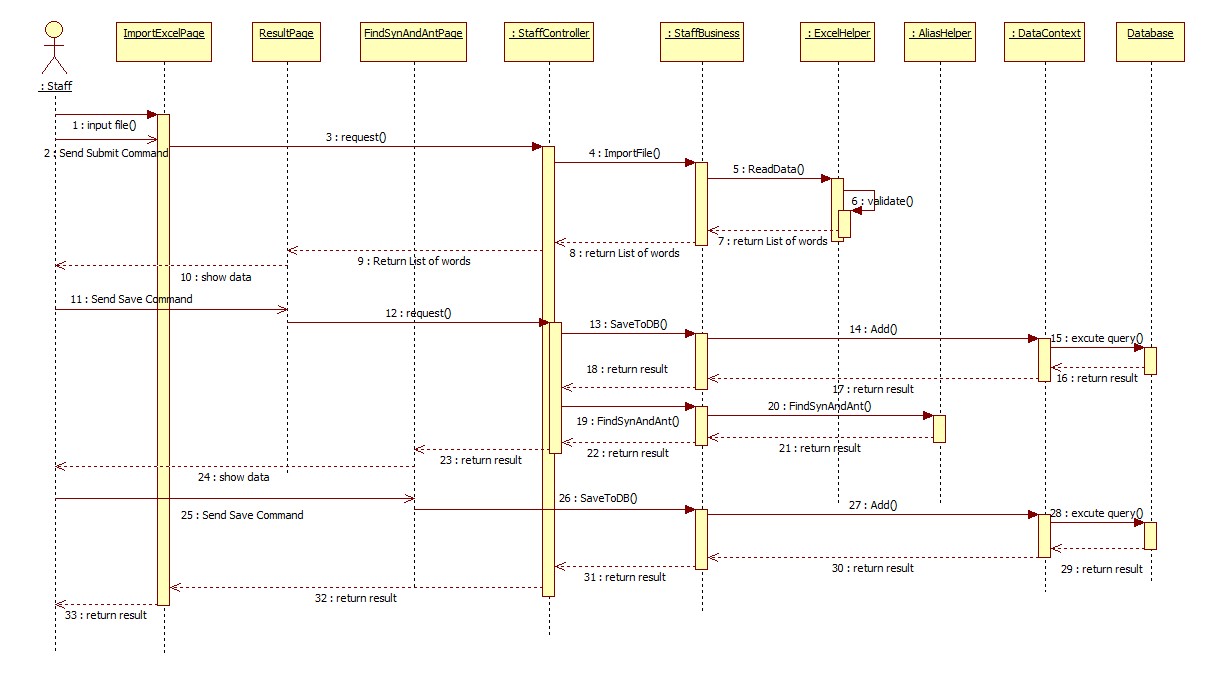 ImportExcelPage
ResultPage
FindSynAndAntPage
: StaffController
: StaffBusiness
: ExcelHelper
: AliasHelper
: DataContext
Database
: Staff
1 : input file()
2 : Send Submit Command
3 : request()
4 : ImportFile()
5 : ReadData()
6 : validate()
7 : return List of words
8 : return List of words
9 : Return List of words
10 : show data
11 : Send Save Command
12 : request()
13 : SaveToDB()
14 : Add()
15 : excute query()
16 : return result
17 : return result
18 : return result
19 : FindSynAndAnt()
20 : FindSynAndAnt()
21 : return result
22 : return result
23 : return result
24 : show data
25 : Send Save Command
26 : SaveToDB()
27 : Add()
28 : excute query()
29 : return result
30 : return result
31 : return result
32 : return result
33 : return result